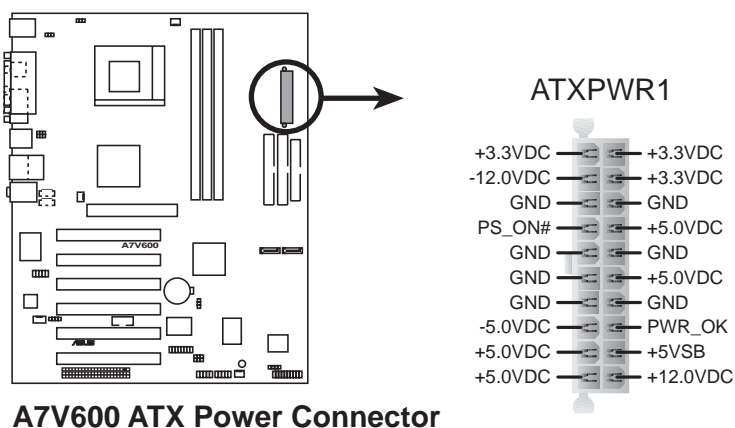 ATXPWR1
+3.3VDC +3.3VDC
-12.0VDC +3.3VDC
GND GND
PS_ON# +5.0VDC
GND GND
GND +5.0VDC
GND GND
-5.0VDC PWR_OK
+5.0VDC +5VSB
+5.0VDC +12.0VDC
A7V600
ASUS
A7V600 ATX Power Connector